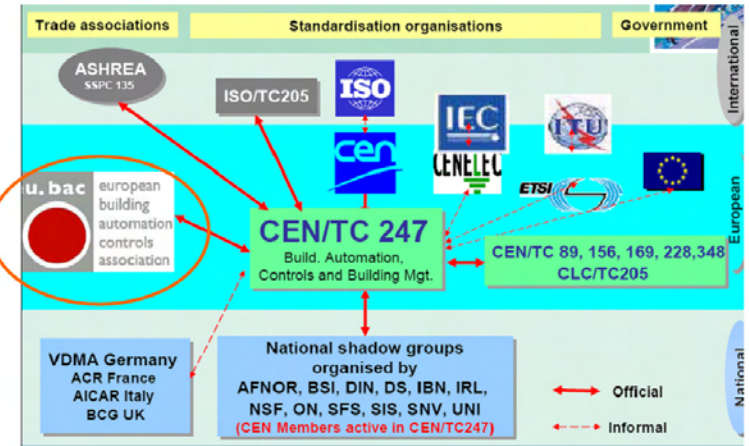 Trade associations
Standardisation organisations
Government
International
ASHREA
SSPC 135
ISO/TC205
ISO
IEC
ITU
cen
CENELEC
ETSI
eu.bac
european
building
automation
controls
association
CEN/TC 247
Build. Automation,
Controls and Building Mgt.
CEN/TC 89, 156, 169, 228,348
CLC/TC205
European
VDMA Germany
ACR France
AICAR Italy
BCG UK
National shadow groups
organised by
AFNOR, BSI, DIN, DS, IBN, IRL,
NSF, ON, SFS, SIS, SNV, UNI
(CEN Members active in CEN/TC247)
Official
Informal
National